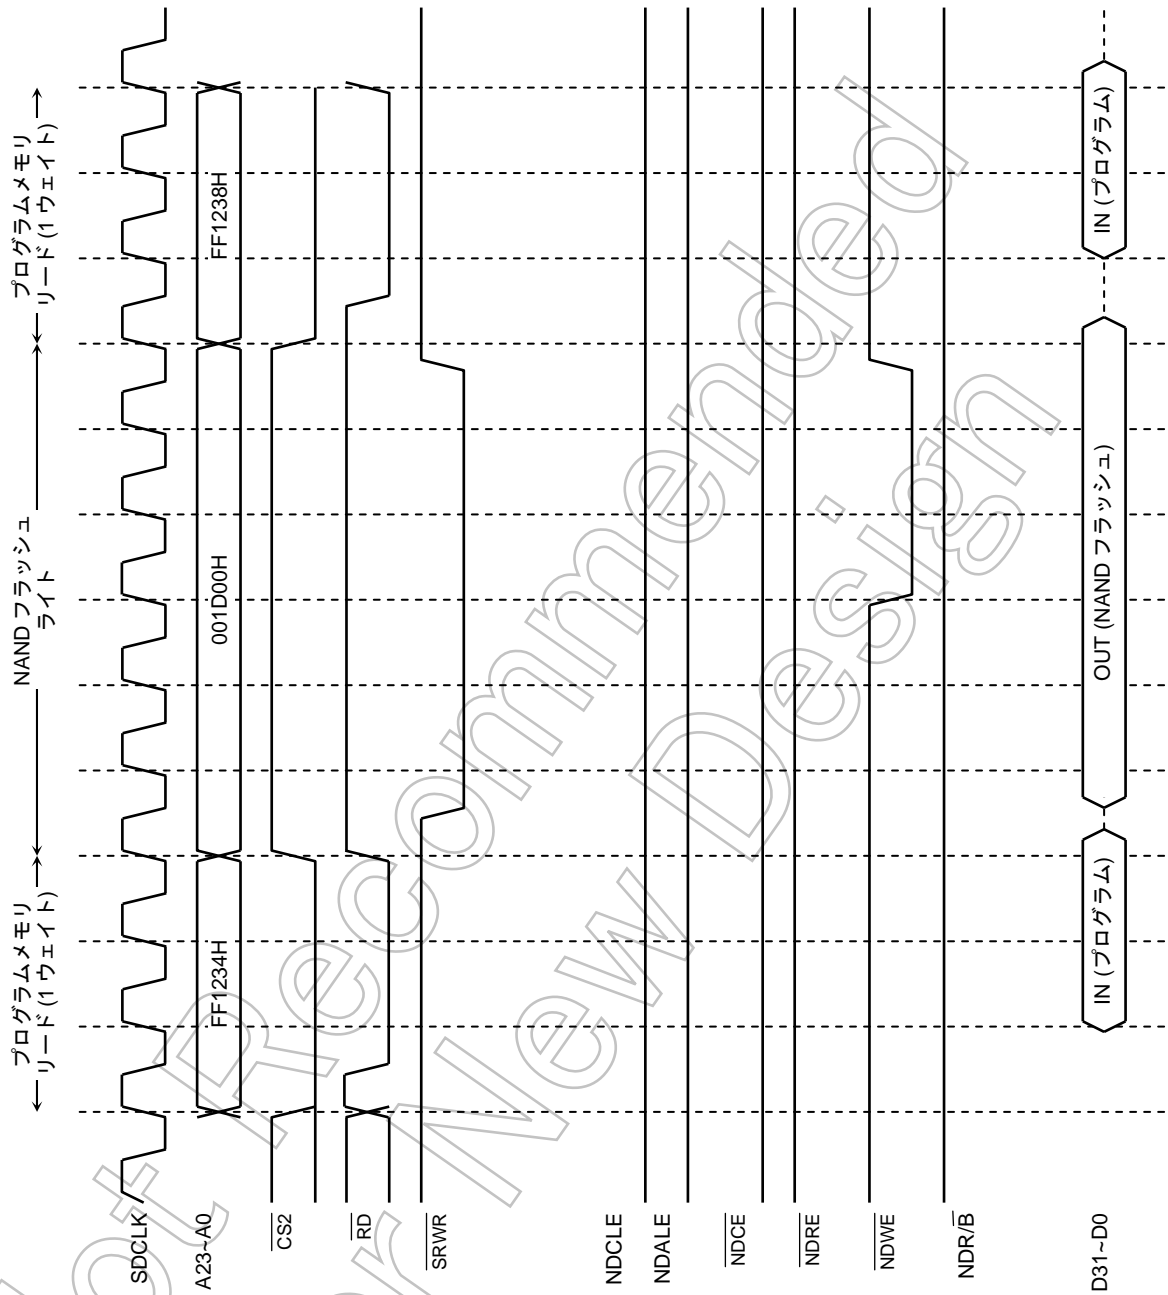 プログラムメモリ
リード (1 ウェイト)
NAND フラッシュ
ライト
プログラムメモリ
リード (1 ウェイト)
SDCLK
A23~A0
FF1234H
001D00H
FF1238H
CS2
RD
SRWR
NDCLE
NDALE
NDCE
NDRE
NDWE
NDR/B
D31~D0
IN (プログラム)
OUT (NAND フラッシュ)
IN (プログラム)
Not Recommended
for New Design